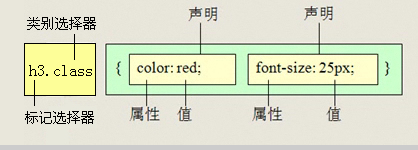 声明 声明
类别选择器
h3.class { color: red; font-size: 25px; }
标记选择器 属性 值 属性 值